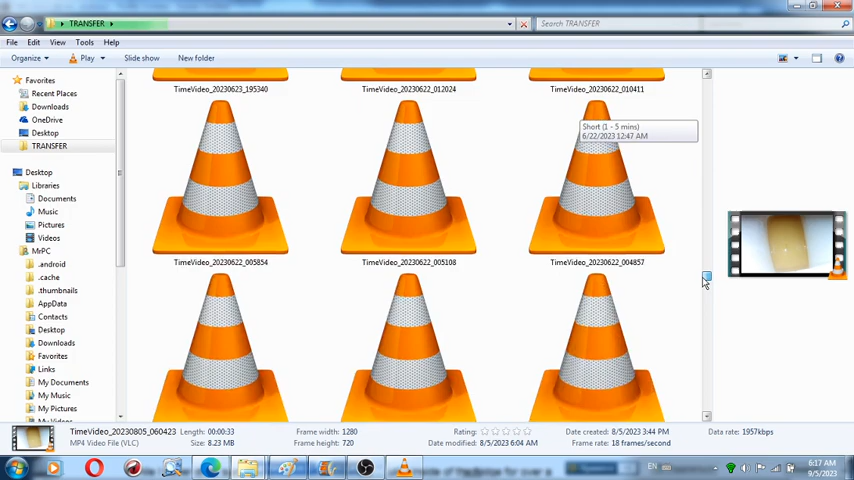 TRANSFER
Search TRANSFER
File Edit View Tools Help
Organize Play Slide show New folder
Favorites
Recent Places
Downloads
OneDrive
Desktop
TRANSFER
Desktop
Libraries
Documents
Music
Pictures
Videos
MrPC
.android
.cache
.thumbnails
AppData
Contacts
Desktop
Downloads
Favorites
Links
My Documents
My Music
My Pictures
My Videos
TimeVideo_20230623_195340 TimeVideo_20230622_012024 TimeVideo_20230622_010411
Short (1 - 5 mins)
6/22/2023 12:47 AM
TimeVideo_20230622_005854 TimeVideo_20230622_005108 TimeVideo_20230622_004857
TimeVideo_20230805_060423 Length: 00:00:33 Frame width: 1280 Rating: Date created: 8/5/2023 3:44 PM Data rate: 1957kbps
MP4 Video File (VLC) Size: 8.23 MB Frame height: 720 Date modified: 8/5/2023 6:04 AM Frame rate: 18 frames/second
EN
6:17 AM
9/5/2023